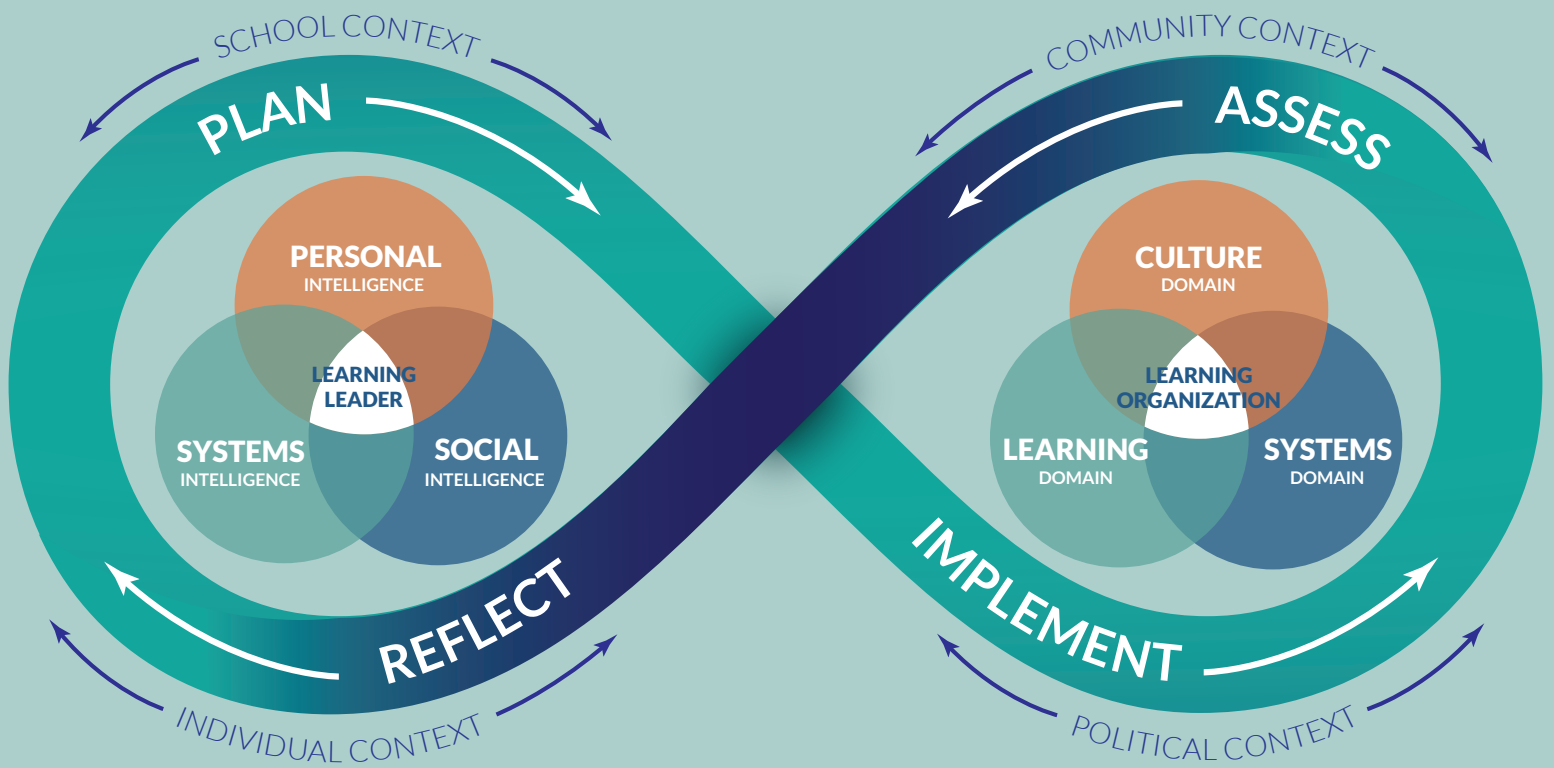 SCHOOL CONTEXT
PLAN
PERSONAL
INTELLIGENCE
LEARNING
LEADER
SYSTEMS
INTELLIGENCE
SOCIAL
INTELLIGENCE
REFLECT
INDIVIDUAL CONTEXT
COMMUNITY CONTEXT
ASSESS
CULTURE
DOMAIN
LEARNING
ORGANIZATION
LEARNING
DOMAIN
SYSTEMS
DOMAIN
IMPLEMENT
POLITICAL CONTEXT